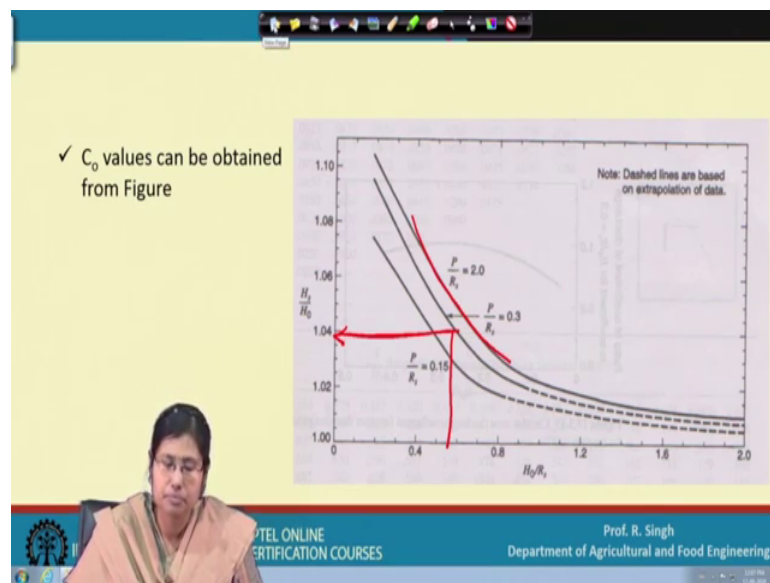 New Page
✓ C₀ values can be obtained
from Figure
Note: Dashed lines are based
on extrapolation of data.
1.10
1.08
1.06
1.04
1.02
1.00
Hs/H0
P/Rs = 2.0
P/Rs = 0.3
P/Rs = 0.15
0 0.4 0.8 1.2 1.6 2.0
H0/Rs
PTEL ONLINE
ERTIFICATION COURSES
Prof. R. Singh
Department of Agricultural and Food Engineering